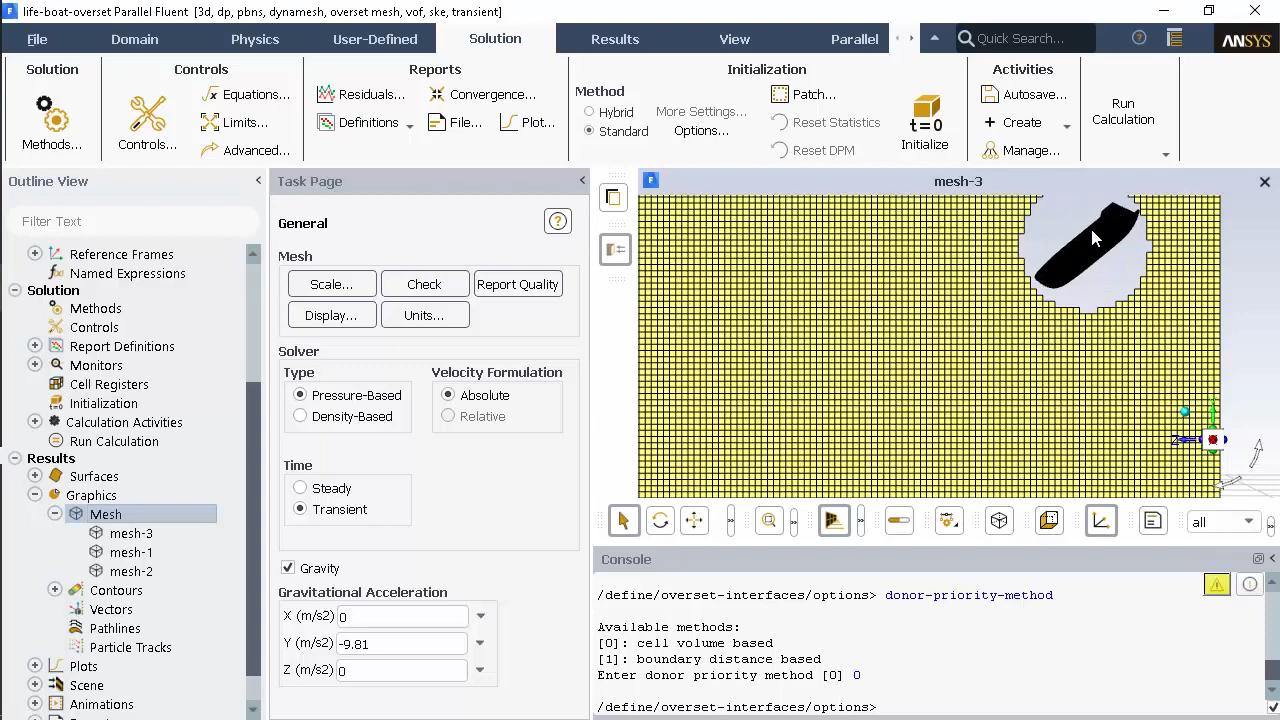 life-boat-overset Parallel Fluent [3d, dp, pbns, dynamesh, overset mesh, vof, ske, transient]
File Domain Physics User-Defined Solution Results View Parallel Quick Search... ANSYS
Solution Controls Reports Initialization Activities
Methods...
Controls...
Equations...
Limits...
Advanced...
Residuals...
Definitions
Convergence...
File...
Plot...
Method
Hybrid
Standard
More Settings...
Options...
Patch...
Reset Statistics
Reset DPM
t=0
Initialize
Autosave...
Create
Manage...
Run
Calculation
Outline View
Filter Text
Reference Frames
Named Expressions
Solution
Methods
Controls
Report Definitions
Monitors
Cell Registers
Initialization
Calculation Activities
Run Calculation
Results
Surfaces
Graphics
Mesh
mesh-3
mesh-1
mesh-2
Contours
Vectors
Pathlines
Particle Tracks
Plots
Scene
Animations
Task Page
General
Mesh
Scale... Check Report Quality
Display... Units...
Solver
Type
Pressure-Based
Density-Based
Velocity Formulation
Absolute
Relative
Time
Steady
Transient
Gravity
Gravitational Acceleration
X (m/s2) 0
Y (m/s2) -9.81
Z (m/s2) 0
mesh-3
Z
all
Console
/define/overset-interfaces/options> donor-priority-method
Available methods:
[0]: cell volume based
[1]: boundary distance based
Enter donor priority method [0] 0
/define/overset-interfaces/options>